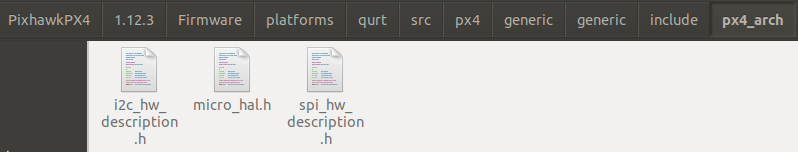 PixhawkPX4 1.12.3 Firmware platforms qurt src px4 generic generic include px4_arch
i2c_hw_ micro_hal.h spi_hw_
description description
.h .h